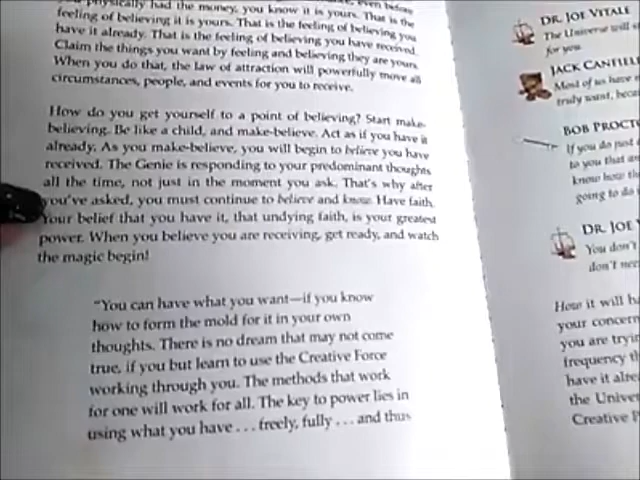 you physically had the money, you know it is yours. That is the
feeling of believing it is yours. That is the feeling of believing you
have it already. That is the feeling of believing you have received.
Claim the things you want by feeling and believing they are yours.
When you do that, the law of attraction will powerfully move all
circumstances, people, and events for you to receive.
How do you get yourself to a point of believing? Start make-
believing. Be like a child, and make-believe. Act as if you have it
already. As you make-believe, you will begin to believe you have
received. The Genie is responding to your predominant thoughts
all the time, not just in the moment you ask. That's why after
you've asked, you must continue to believe and know. Have faith.
Your belief that you have it, that undying faith, is your greatest
power. When you believe you are receiving, get ready, and watch
the magic begin!
"You can have what you want—if you know
how to form the mold for it in your own
thoughts. There is no dream that may not come
true, if you but learn to use the Creative Force
working through you. The methods that work
for one will work for all. The key to power lies in
using what you have . . . freely, fully . . . and thus
DR. JOE VITALE
The Universe will
for you.
JACK CANFIELD
Most of us have
truly want, beca
BOB PROCTO
If you do just
to you that an
know how th
going to do
DR. JOE
You don't
don't nee
How it will h
your concern
you are tryin
frequency th
have it alrea
the Univer
Creative P